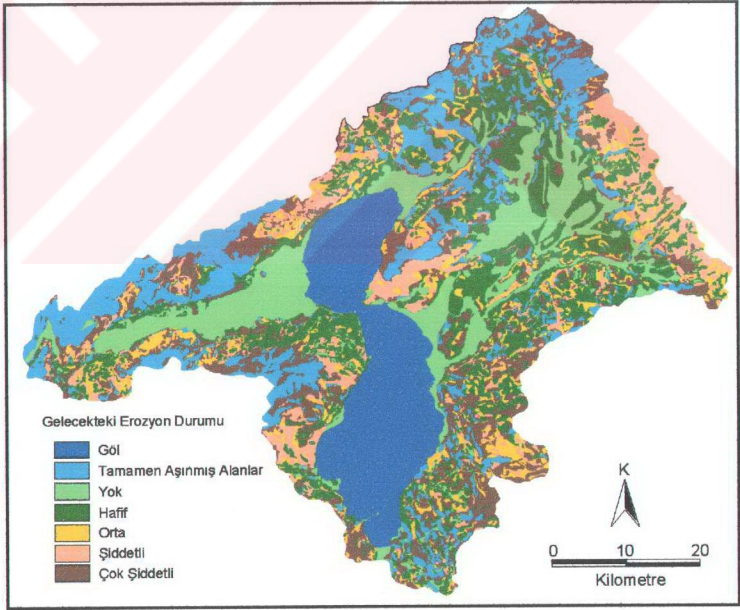 Gelecekteki Erozyon Durumu
Göl
Tamamen Aşınmış Alanlar
Yok
Hafif
Orta
Şiddetli
Çok Şiddetli
K
0 10 20
Kilometre